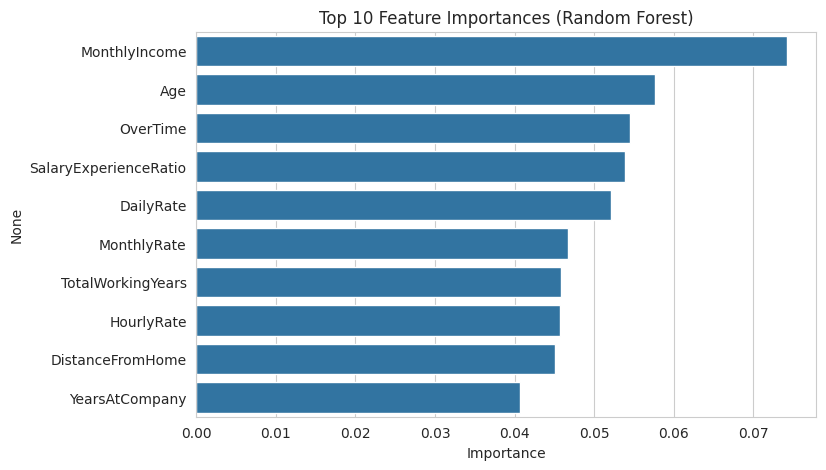 Top 10 Feature Importances (Random Forest)
MonthlyIncome
Age
OverTime
SalaryExperienceRatio
DailyRate
MonthlyRate
TotalWorkingYears
HourlyRate
DistanceFromHome
YearsAtCompany
None
0.00 0.01 0.02 0.03 0.04 0.05 0.06 0.07
Importance